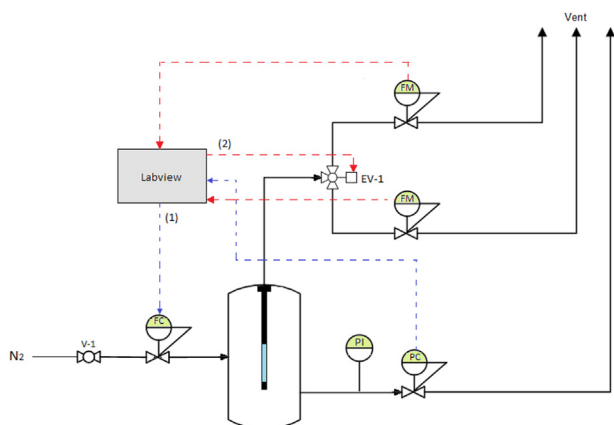 Vent
FM
(2)
Labview
EV-1
FM
(1)
FC
V-1
N2
PI
PC